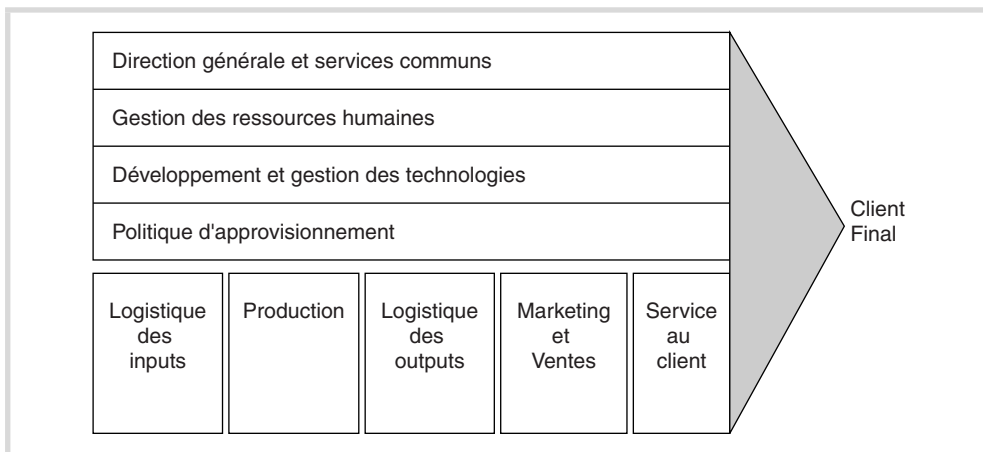 Direction générale et services communs
Gestion des ressources humaines
Développement et gestion des technologies
Politique d'approvisionnement
Client
Final
Logistique
des
inputs
Production
Logistique
des
outputs
Marketing
et
Ventes
Service
au
client